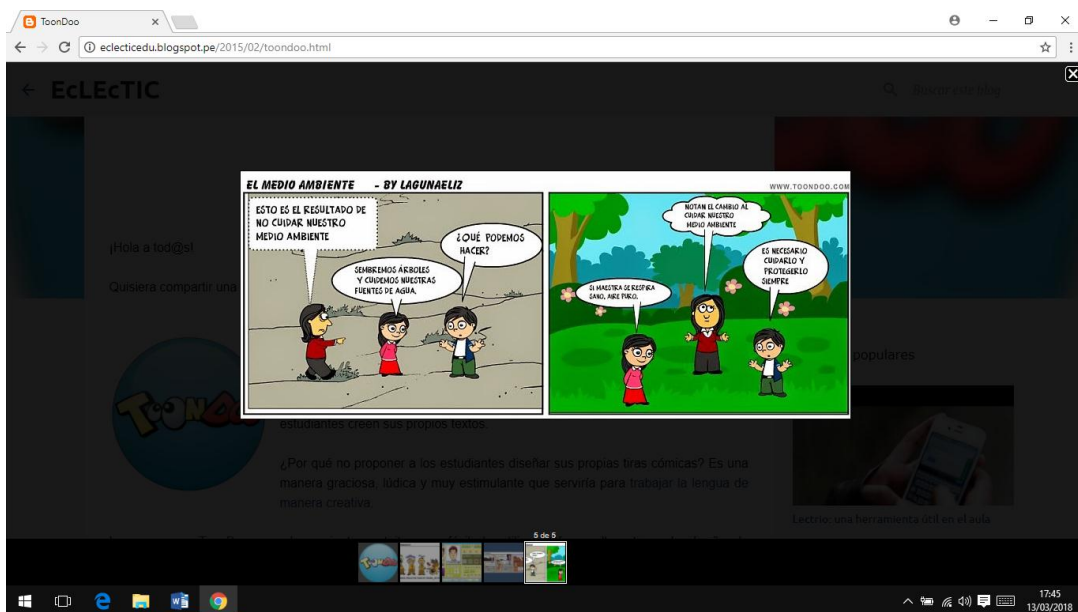 ToonDoo
eclecticedu.blogspot.pe/2015/02/toondoo.html
EcLEcTIC
Buscar este blog
EL MEDIO AMBIENTE - BY LAGUNAELIZ
WWW.TOONDOO.COM
ESTO ES EL RESULTADO DE
NO CUIDAR NUESTRO
MEDIO AMBIENTE
SEMBREMOS ÁRBOLES
Y CUIDEMOS NUESTRAS
FUENTES DE AGUA.
¿QUÉ PODEMOS
HACER?
SI MAESTRA SE RESPIRA
SANO, AIRE PURO.
NOTAN EL CAMBIO AL
CUIDAR NUESTRO
MEDIO AMBIENTE
ES NECESARIO
CUIDARLO Y
PROTEGERLO
SIEMPRE
¡Hola a tod@s!
Quisiera compartir una
populares
estudiantes creen sus propios textos.
¿Por qué no proponer a los estudiantes diseñar sus propias tiras cómicas? Es una
manera graciosa, lúdica y muy estimulante que serviría para trabajar la lengua de
manera creativa.
Lectrio: una herramienta útil en el aula
5 de 5
17:45
13/03/2018